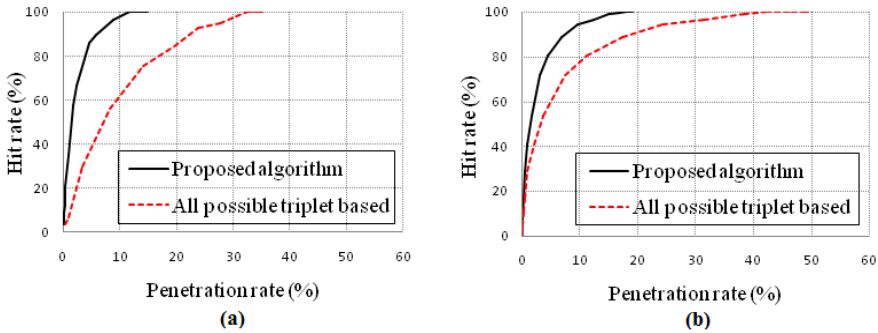 100
80
60
40
20
0
Hit rate (%)
Proposed algorithm
All possible triplet based
0 10 20 30 40 50 60
Penetration rate (%)
(a)
100
80
60
40
20
0
Hit rate (%)
Proposed algorithm
All possible triplet based
0 10 20 30 40 50 60
Penetration rate (%)
(b)